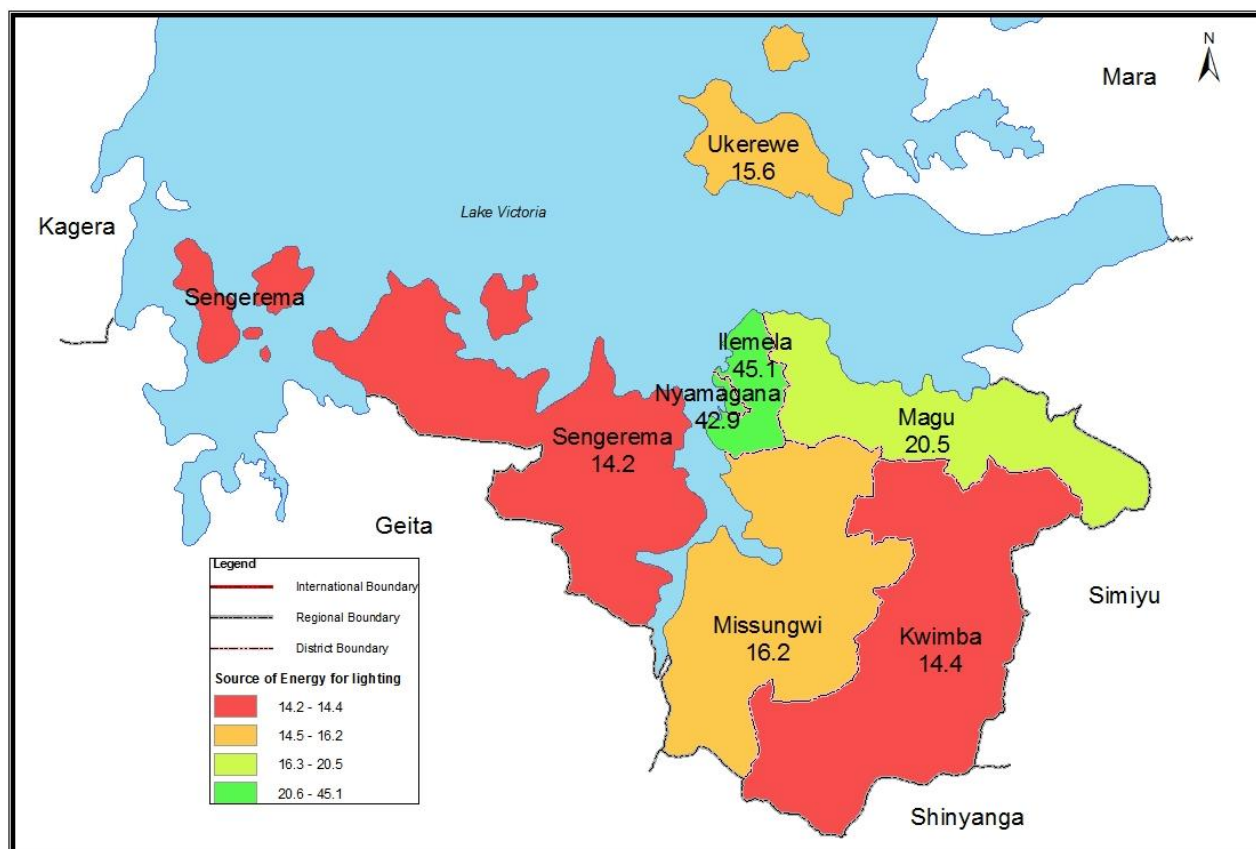 N
Mara
Ukerewe
15.6
Lake Victoria
Kagera
Sengerema
Ilemela
45.1
Nyamagana
42.9
Magu
20.5
Sengerema
14.2
Geita
Simiyu
Missungwi
16.2
Kwimba
14.4
Shinyanga
Legend
International Boundary
Regional Boundary
District Boundary
Source of Energy for lighting
14.2 - 14.4
14.5 - 16.2
16.3 - 20.5
20.6 - 45.1